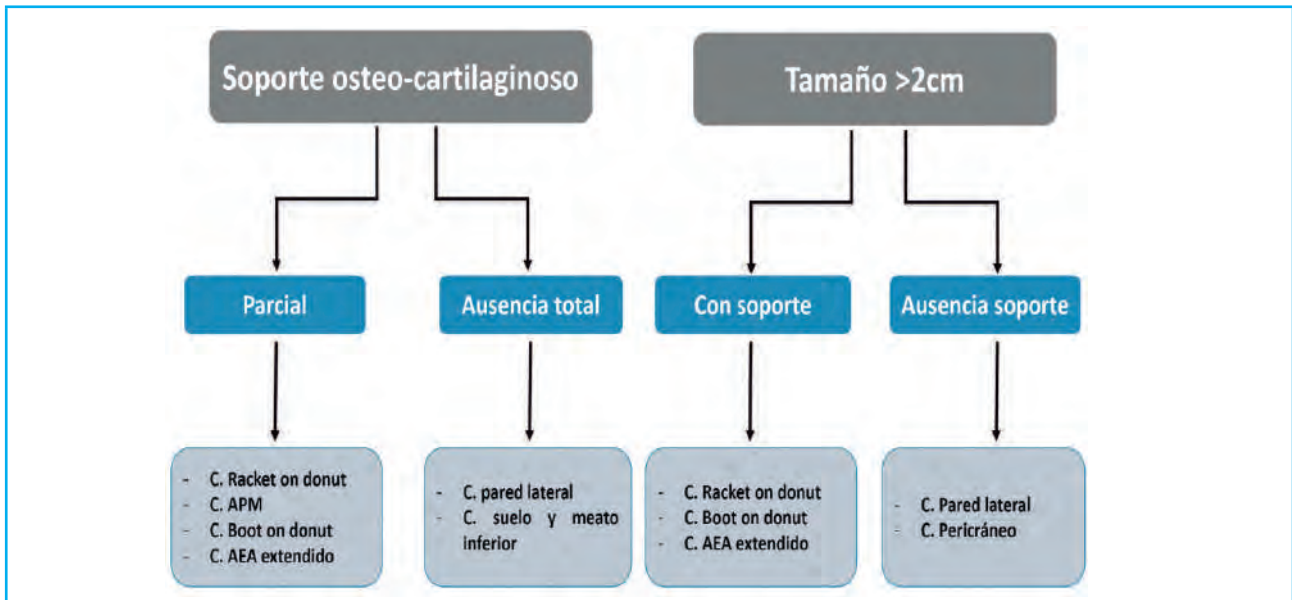 Soporte osteo-cartilaginoso
Tamaño >2cm
Parcial
Ausencia total
Con soporte
Ausencia soporte
- C. Racket on donut
- C. APM
- C. Boot on donut
- C. AEA extendido
- C. pared lateral
- C. suelo y meato
inferior
- C. Racket on donut
- C. Boot on donut
- C. AEA extendido
- C. Pared lateral
- C. Pericráneo